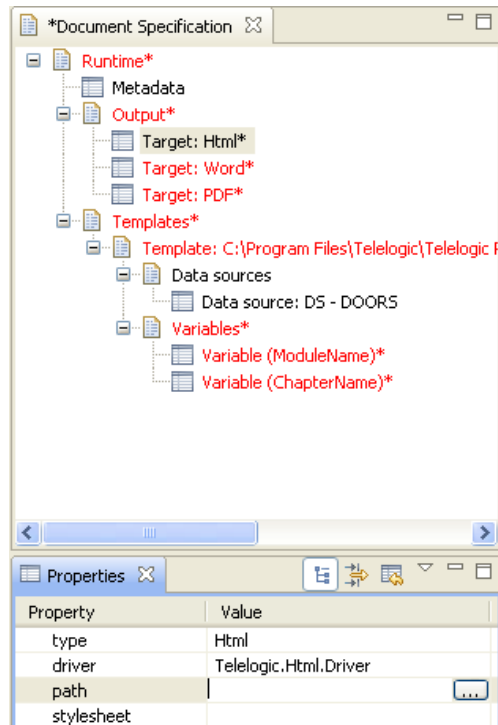 *Document Specification
Runtime*
Metadata
Output*
Target: Html*
Target: Word*
Target: PDF*
Templates*
Template: C:\Program Files\Telelogic\Telelogic
Data sources
Data source: DS - DOORS
Variables*
Variable (ModuleName)*
Variable (ChapterName)*
Properties
Property Value
type Html
driver Telelogic.Html.Driver
path ...
stylesheet